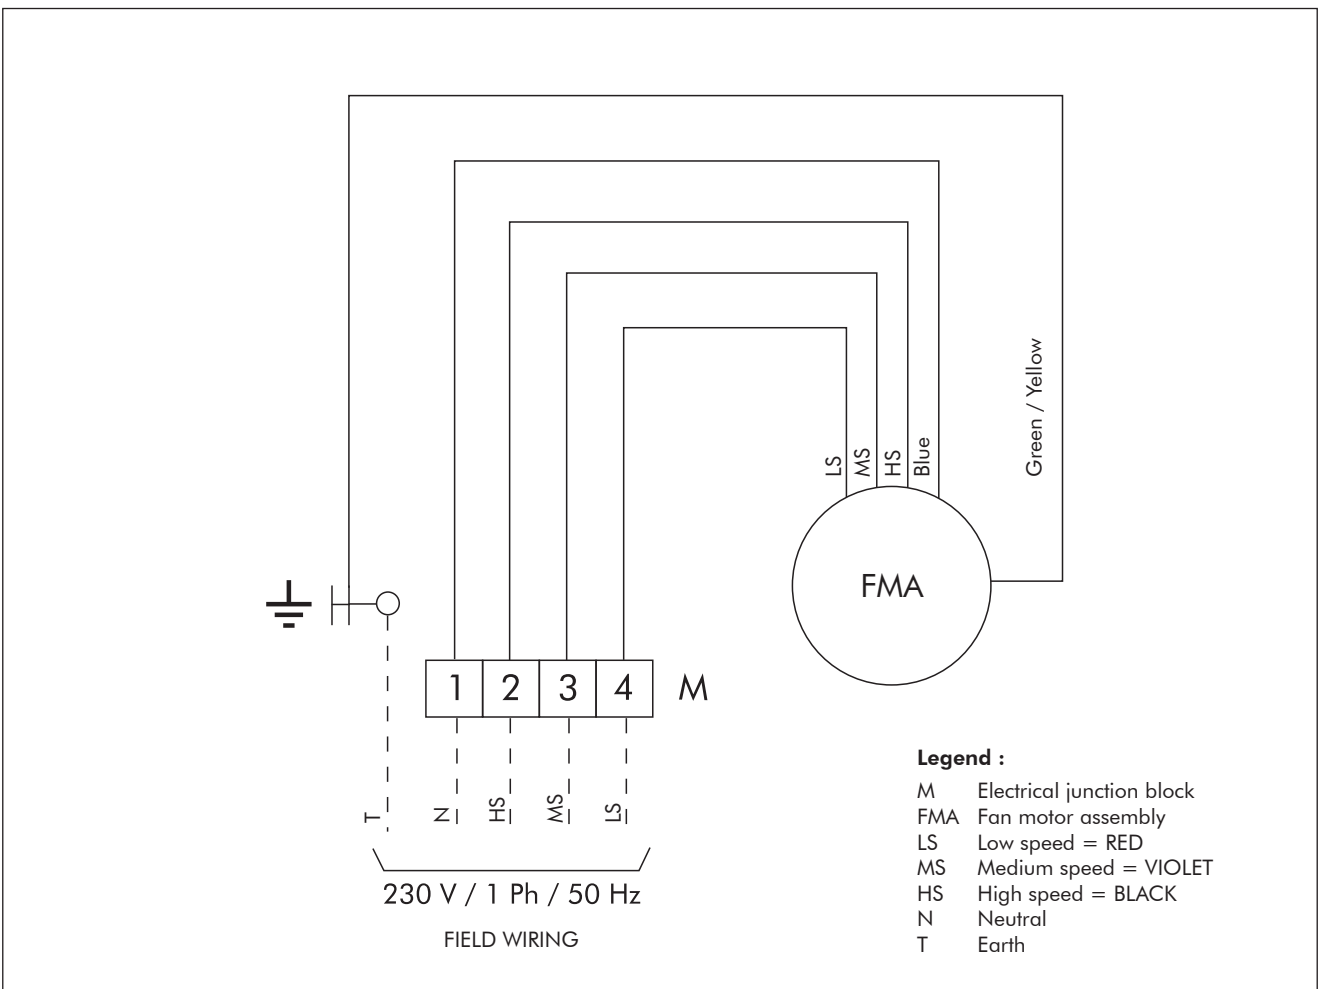 Green / Yellow
LS
MS
HS
Blue
FMA
1 2 3 4 M
T
N
HS
MS
LS
230 V / 1 Ph / 50 Hz
FIELD WIRING
Legend :
M Electrical junction block
FMA Fan motor assembly
LS Low speed = RED
MS Medium speed = VIOLET
HS High speed = BLACK
N Neutral
T Earth